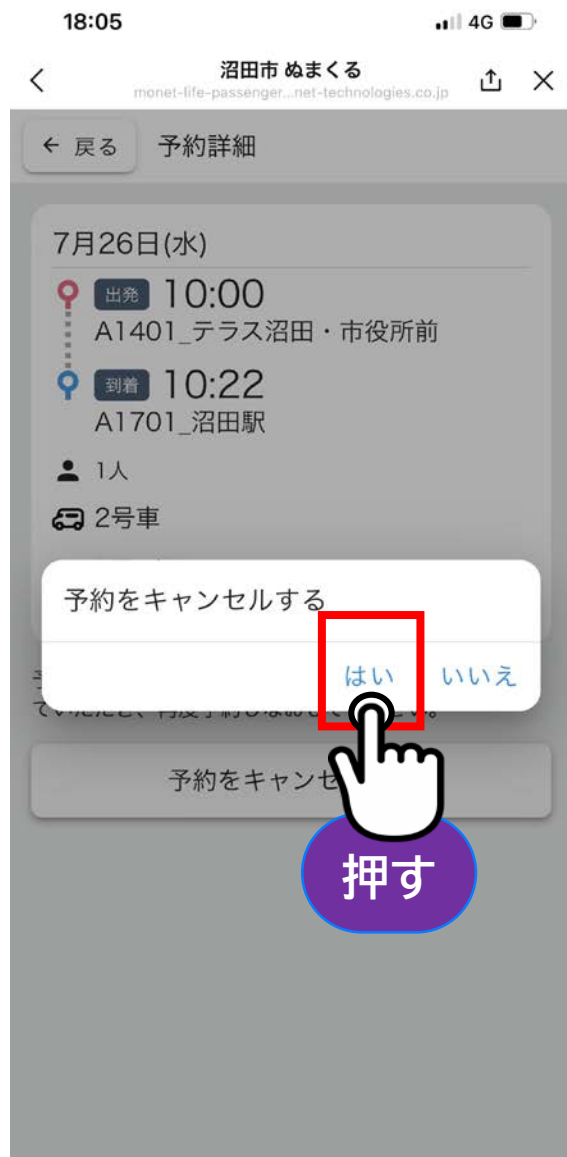 18:05
4G
沼田市 ぬまくる
monet-life-passenger...net-technologies.co.jp
← 戻る 予約詳細
7月26日(水)
出発 10:00
A1401_テラス沼田・市役所前
到着 10:22
A1701_沼田駅
1人
2号車
予約をキャンセルする
はい いいえ
予約をキャンセ
押す